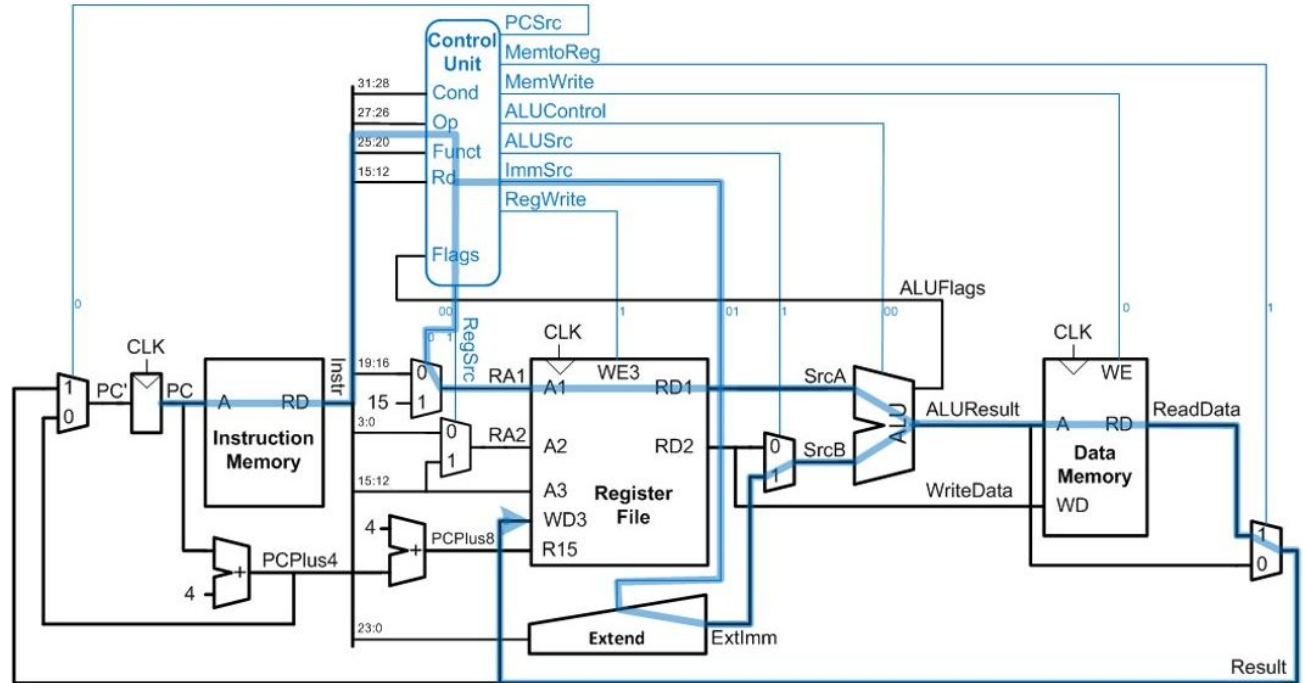 PCSrc
Control
Unit
MemtoReg
MemWrite
ALUControl
ALUSrc
ImmSrc
RegWrite
31:28
Cond
27:26
Op
25:20
Funct
15:12
Rd
Flags
ALUFlags
0
00
0 1
RegSrc
1
01
1
00
0
1
CLK
CLK
CLK
PC'
PC
1
0
A
RD
Instruction
Memory
Instr
19:16
0
15
1
3:0
0
1
15:12
RA1
RA2
A1
WE3
RD1
A2
RD2
A3
Register
File
WD3
R15
SrcA
0
1
SrcB
ALU
ALUResult
WriteData
WE
A
RD
Data
Memory
WD
ReadData
1
0
4
+
PCPlus4
4
+
PCPlus8
23:0
Extend
ExtImm
Result